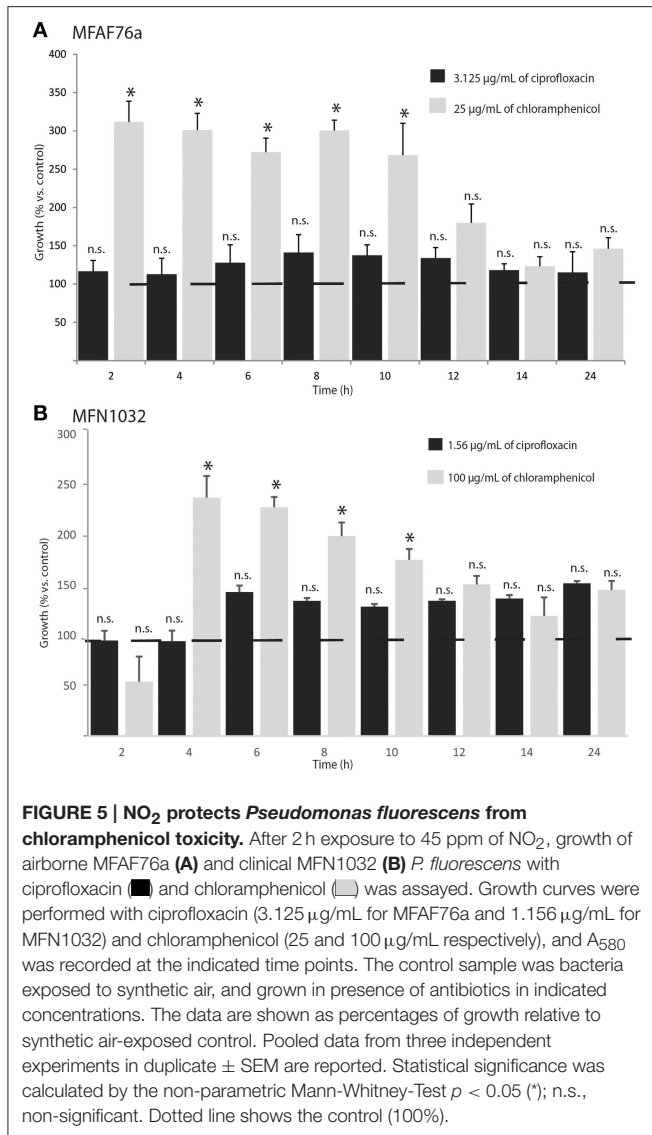 A MFAF76a
400
350
300
250
200
150
100
50
Growth (% vs. control)
3.125 µg/mL of ciprofloxacin
25 µg/mL of chloramphenicol
* * * * *
n.s. n.s. n.s. n.s. n.s. n.s. n.s. n.s. n.s. n.s. n.s.
2 4 6 8 10 12 14 24
Time (h)
B MFN1032
300
250
200
150
100
50
Growth (% vs. control)
1.56 µg/mL of ciprofloxacin
100 µg/mL of chloramphenicol
* * * *
n.s. n.s. n.s. n.s. n.s. n.s. n.s. n.s. n.s. n.s. n.s. n.s.
2 4 6 8 10 12 14 24
Time (h)
FIGURE 5 | NO₂ protects Pseudomonas fluorescens from
chloramphenicol toxicity. After 2 h exposure to 45 ppm of NO₂, growth of
airborne MFAF76a (A) and clinical MFN1032 (B) P. fluorescens with
ciprofloxacin (■) and chloramphenicol (□) was assayed. Growth curves were
performed with ciprofloxacin (3.125 µg/mL for MFAF76a and 1.156 µg/mL for
MFN1032) and chloramphenicol (25 and 100 µg/mL respectively), and A₅₈₀
was recorded at the indicated time points. The control sample was bacteria
exposed to synthetic air, and grown in presence of antibiotics in indicated
concentrations. The data are shown as percentages of growth relative to
synthetic air-exposed control. Pooled data from three independent
experiments in duplicate ± SEM are reported. Statistical significance was
calculated by the non-parametric Mann-Whitney-Test p < 0.05 (*); n.s.,
non-significant. Dotted line shows the control (100%).